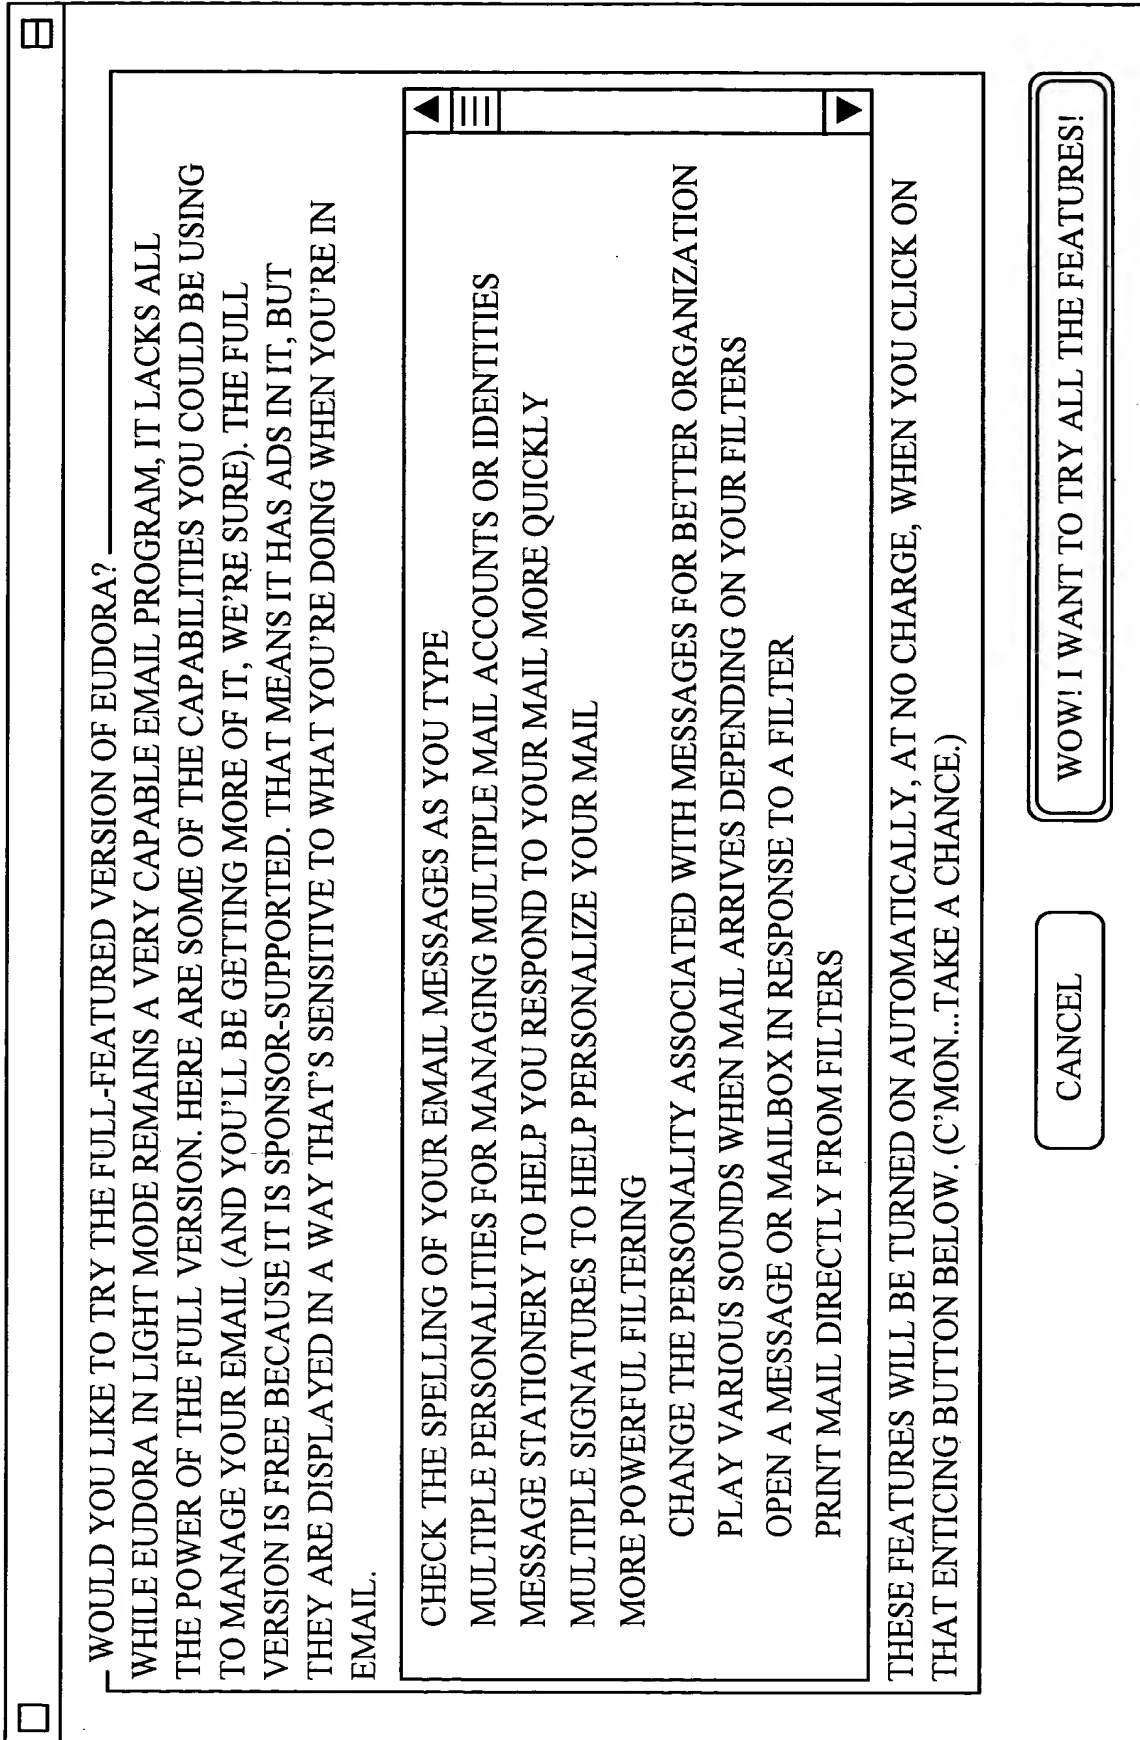 WOULD YOU LIKE TO TRY THE FULL-FEATURED VERSION OF EUDORA?
WHILE EUDORA IN LIGHT MODE REMAINS A VERY CAPABLE EMAIL PROGRAM, IT LACKS ALL
THE POWER OF THE FULL VERSION. HERE ARE SOME OF THE CAPABILITIES YOU COULD BE USING
TO MANAGE YOUR EMAIL (AND YOU'LL BE GETTING MORE OF IT, WE'RE SURE). THE FULL
VERSION IS FREE BECAUSE IT IS SPONSOR-SUPPORTED. THAT MEANS IT HAS ADS IN IT, BUT
THEY ARE DISPLAYED IN A WAY THAT'S SENSITIVE TO WHAT YOU'RE DOING WHEN YOU'RE IN
EMAIL.
CHECK THE SPELLING OF YOUR EMAIL MESSAGES AS YOU TYPE
MULTIPLE PERSONALITIES FOR MANAGING MULTIPLE MAIL ACCOUNTS OR IDENTITIES
MESSAGE STATIONERY TO HELP YOU RESPOND TO YOUR MAIL MORE QUICKLY
MULTIPLE SIGNATURES TO HELP PERSONALIZE YOUR MAIL
MORE POWERFUL FILTERING
CHANGE THE PERSONALITY ASSOCIATED WITH MESSAGES FOR BETTER ORGANIZATION
PLAY VARIOUS SOUNDS WHEN MAIL ARRIVES DEPENDING ON YOUR FILTERS
OPEN A MESSAGE OR MAILBOX IN RESPONSE TO A FILTER
PRINT MAIL DIRECTLY FROM FILTERS
THESE FEATURES WILL BE TURNED ON AUTOMATICALLY, AT NO CHARGE, WHEN YOU CLICK ON
THAT ENTICING BUTTON BELOW. (C'MON...TAKE A CHANCE.)
CANCEL
WOW! I WANT TO TRY ALL THE FEATURES!